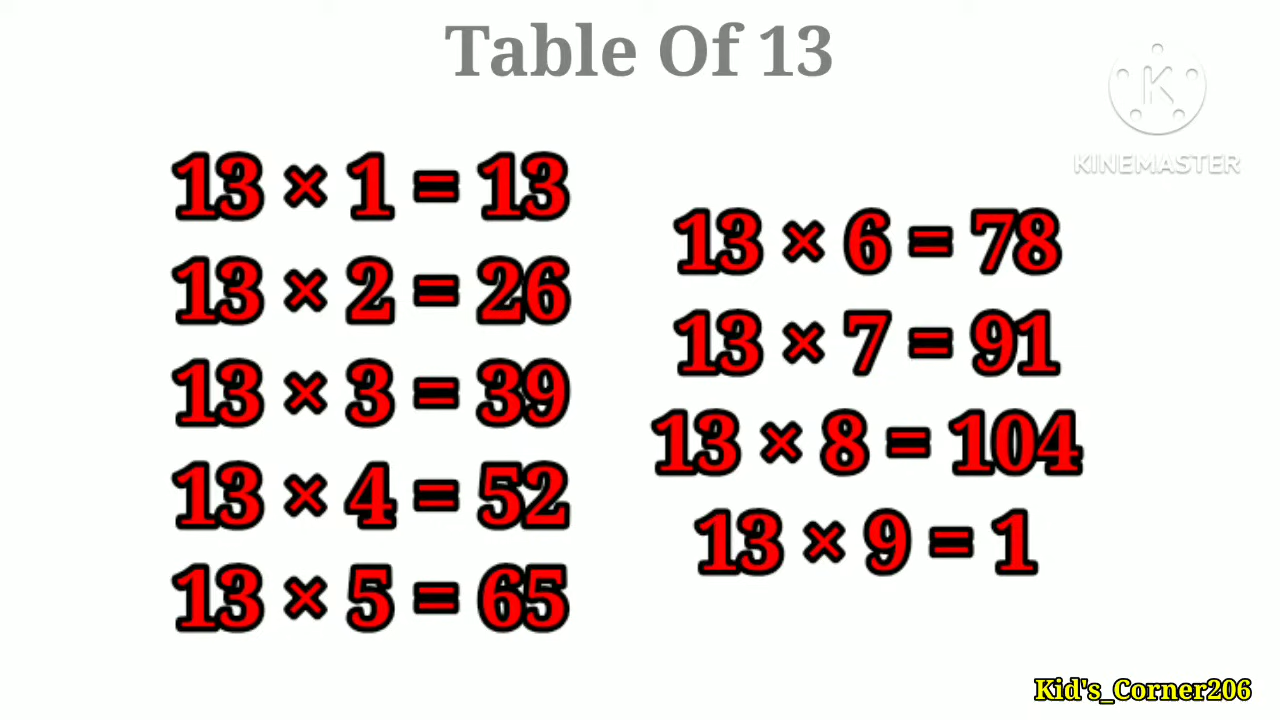 Table Of 13
13 × 1 = 13
13 × 2 = 26
13 × 3 = 39
13 × 4 = 52
13 × 5 = 65
13 × 6 = 78
13 × 7 = 91
13 × 8 = 104
13 × 9 = 1
K
KINEMASTER
Kid's_Corner206